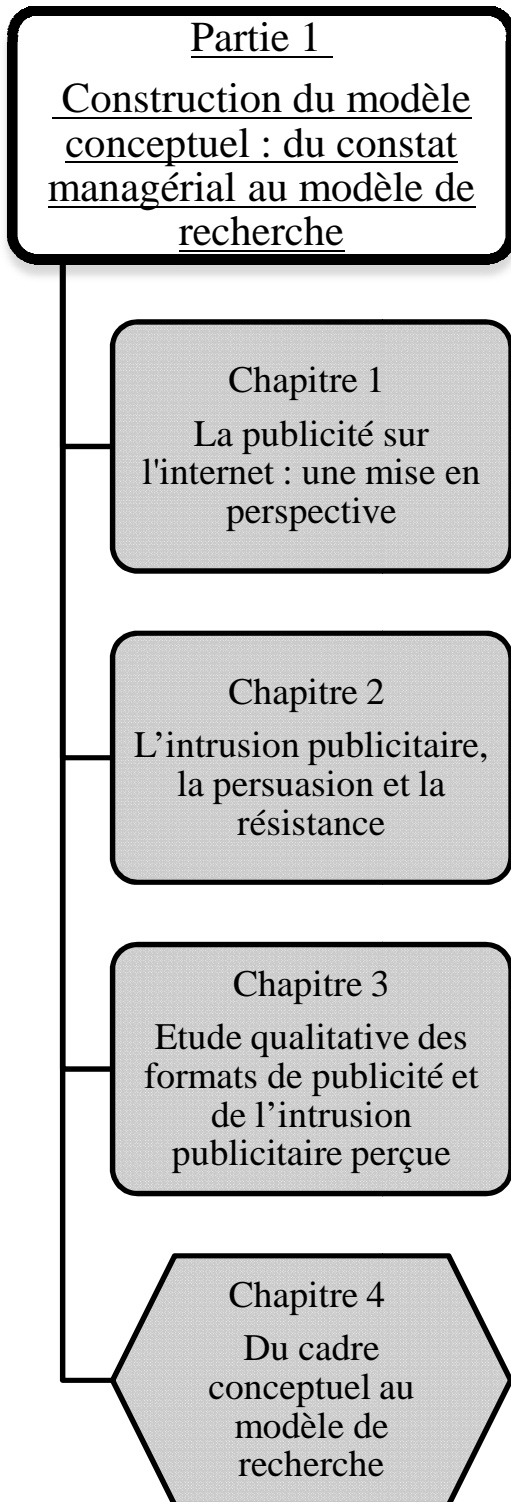 Partie 1
Construction du modèle
conceptuel : du constat
managérial au modèle de
recherche
Chapitre 1
La publicité sur
l'internet : une mise en
perspective
Chapitre 2
L’intrusion publicitaire,
la persuasion et la
résistance
Chapitre 3
Etude qualitative des
formats de publicité et
de l’intrusion
publicitaire perçue
Chapitre 4
Du cadre
conceptuel au
modèle de
recherche